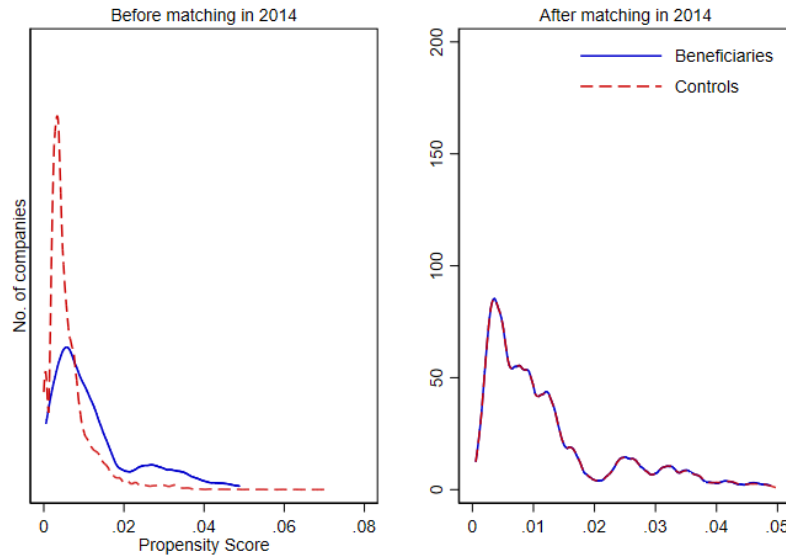 Before matching in 2014
No. of companies
0 .02 .04 .06 .08
Propensity Score
After matching in 2014
Beneficiaries
Controls
200
150
100
50
0
0 .01 .02 .03 .04 .05